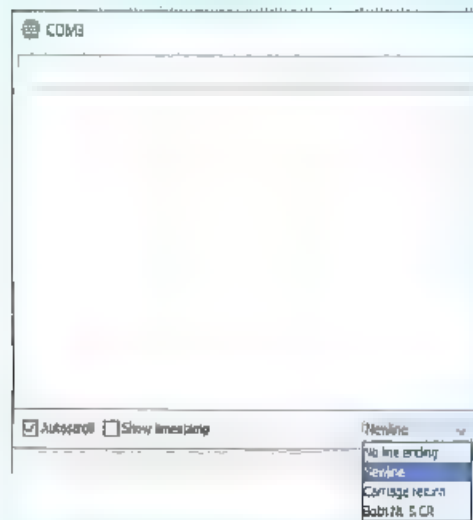 COM3
Autoscroll Show timestamp
Newline
No line ending
Newline
Carriage return
Both NL & CR